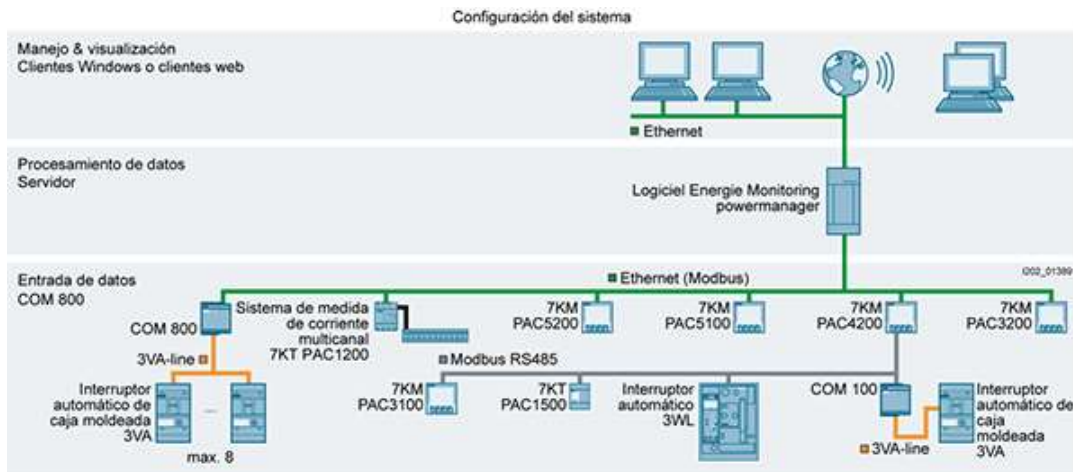 Configuración del sistema
Manejo & visualización
Clientes Windows o clientes web
Ethernet
Procesamiento de datos
Servidor
Logiciel Energie Monitoring
powermanager
Entrada de datos
COM 800
Ethernet (Modbus)
I202_01389
COM 800
Sistema de medida
de corriente
multicanal
7KT PAC1200
7KM
PAC5200
7KM
PAC5100
7KM
PAC4200
7KM
PAC3200
3VA-line
Modbus RS485
Interruptor
automático de
caja moldeada
3VA
...
max. 8
7KM
PAC3100
7KT
PAC1500
Interruptor
automático
3WL
COM 100
Interruptor
automático de
caja
moldeada
3VA
3VA-line